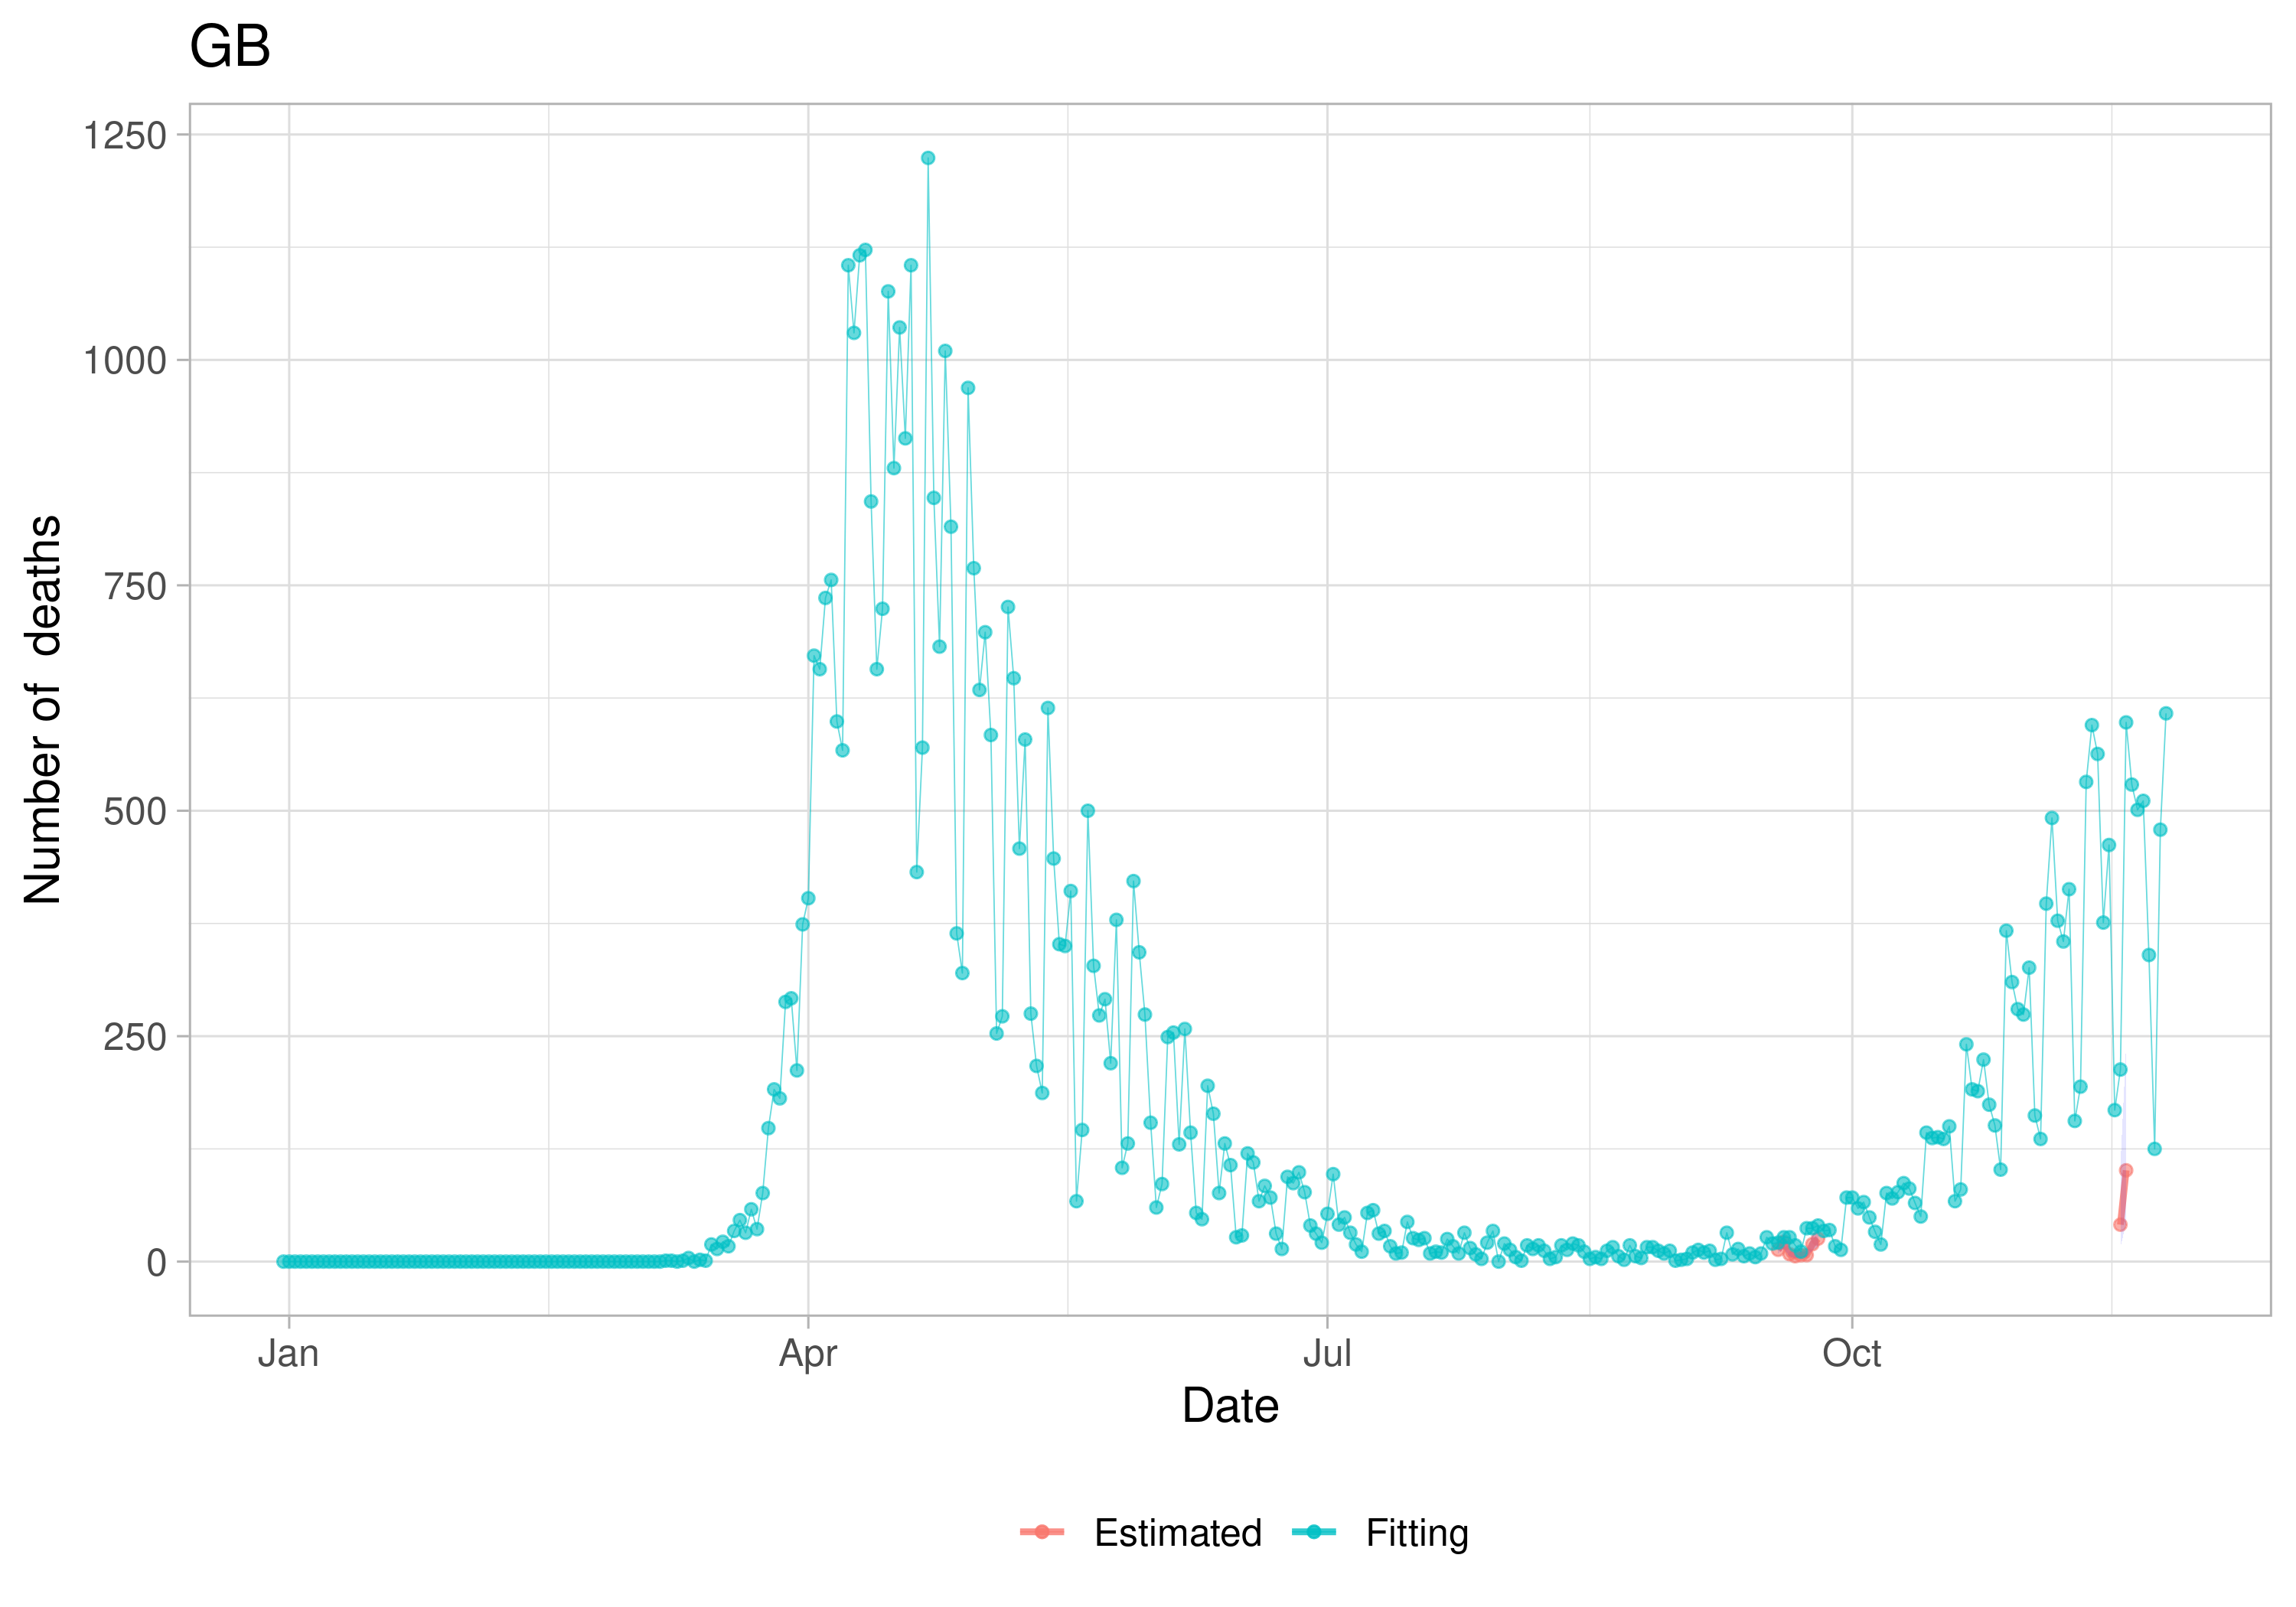 GB
1250
1000
750
500
250
0
Number of deaths
Jan Apr Jul Oct
Date
Estimated Fitting